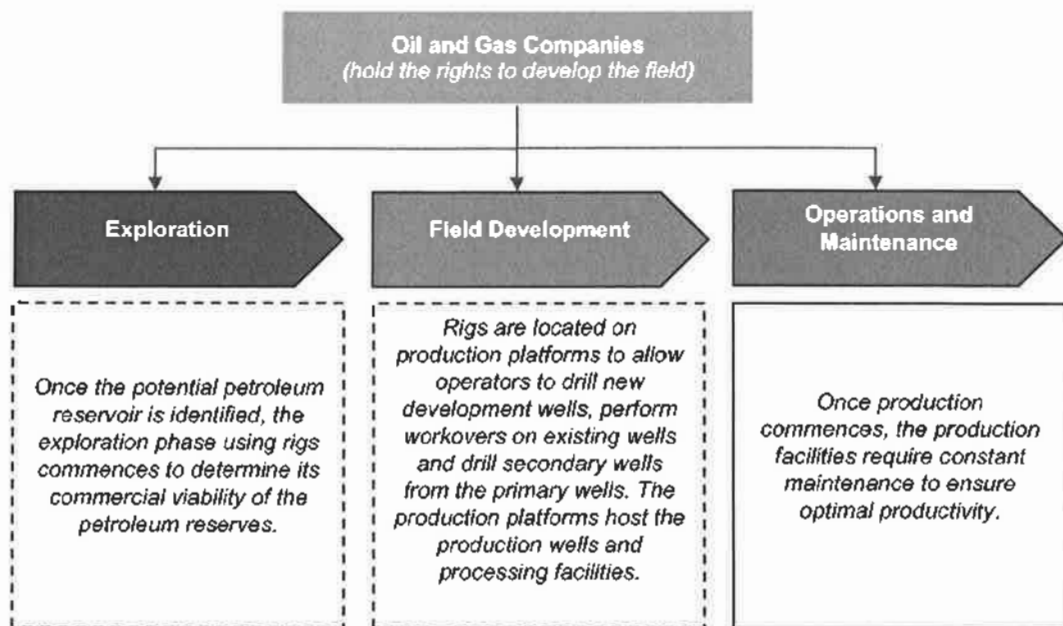 Oil and Gas Companies
(hold the rights to develop the field)
Exploration
Field Development
Operations and
Maintenance
Once the potential petroleum
reservoir is identified, the
exploration phase using rigs
commences to determine its
commercial viability of the
petroleum reserves.
Rigs are located on
production platforms to allow
operators to drill new
development wells, perform
workovers on existing wells
and drill secondary wells
from the primary wells. The
production platforms host the
production wells and
processing facilities.
Once production
commences, the production
facilities require constant
maintenance to ensure
optimal productivity.